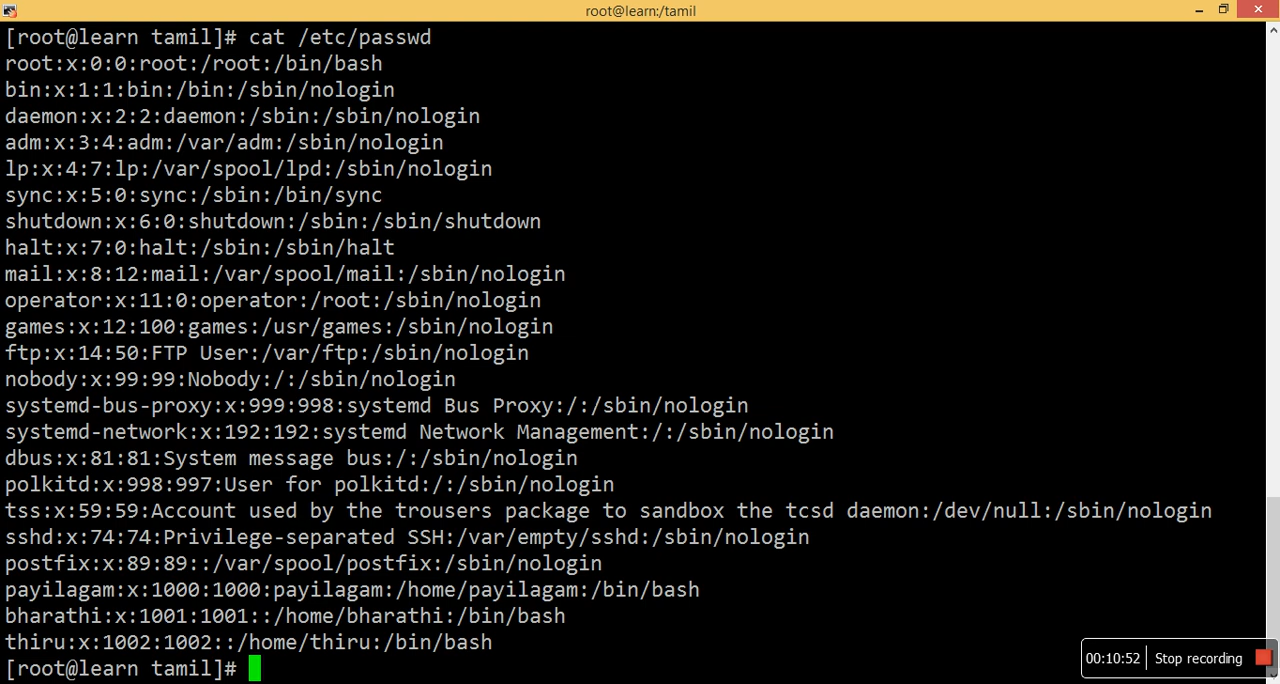 root@learn:/tamil
[root@learn tamil]# cat /etc/passwd
root:x:0:0:root:/root:/bin/bash
bin:x:1:1:bin:/bin:/sbin/nologin
daemon:x:2:2:daemon:/sbin:/sbin/nologin
adm:x:3:4:adm:/var/adm:/sbin/nologin
lp:x:4:7:lp:/var/spool/lpd:/sbin/nologin
sync:x:5:0:sync:/sbin:/bin/sync
shutdown:x:6:0:shutdown:/sbin:/sbin/shutdown
halt:x:7:0:halt:/sbin:/sbin/halt
mail:x:8:12:mail:/var/spool/mail:/sbin/nologin
operator:x:11:0:operator:/root:/sbin/nologin
games:x:12:100:games:/usr/games:/sbin/nologin
ftp:x:14:50:FTP User:/var/ftp:/sbin/nologin
nobody:x:99:99:Nobody:/:/sbin/nologin
systemd-bus-proxy:x:999:998:systemd Bus Proxy:/:/sbin/nologin
systemd-network:x:192:192:systemd Network Management:/:/sbin/nologin
dbus:x:81:81:System message bus:/:/sbin/nologin
polkitd:x:998:997:User for polkitd:/:/sbin/nologin
tss:x:59:59:Account used by the trousers package to sandbox the tcsd daemon:/dev/null:/sbin/nologin
sshd:x:74:74:Privilege-separated SSH:/var/empty/sshd:/sbin/nologin
postfix:x:89:89::/var/spool/postfix:/sbin/nologin
payilagam:x:1000:1000:payilagam:/home/payilagam:/bin/bash
bharathi:x:1001:1001::/home/bharathi:/bin/bash
thiru:x:1002:1002::/home/thiru:/bin/bash
[root@learn tamil]#
00:10:52 Stop recording